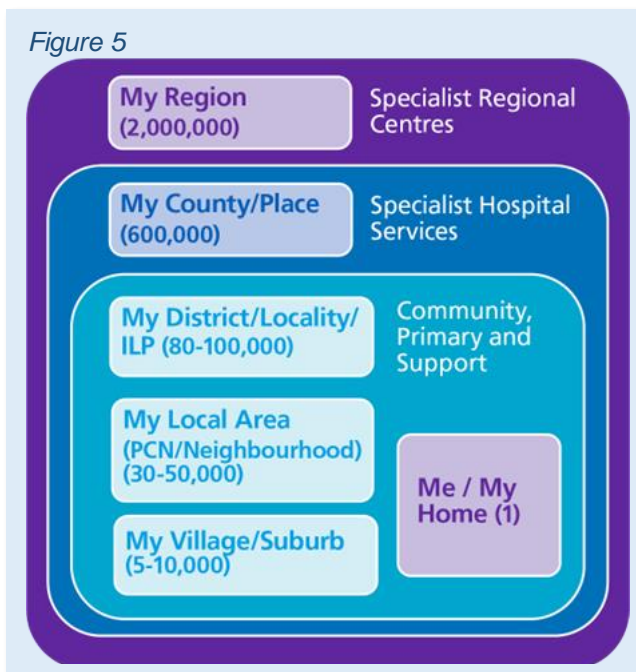 Figure 5
My Region
(2,000,000)
Specialist Regional
Centres
My County/Place
(600,000)
Specialist Hospital
Services
My District/Locality/
ILP (80-100,000)
Community,
Primary and
Support
My Local Area
(PCN/Neighbourhood)
(30-50,000)
Me / My
Home (1)
My Village/Suburb
(5-10,000)